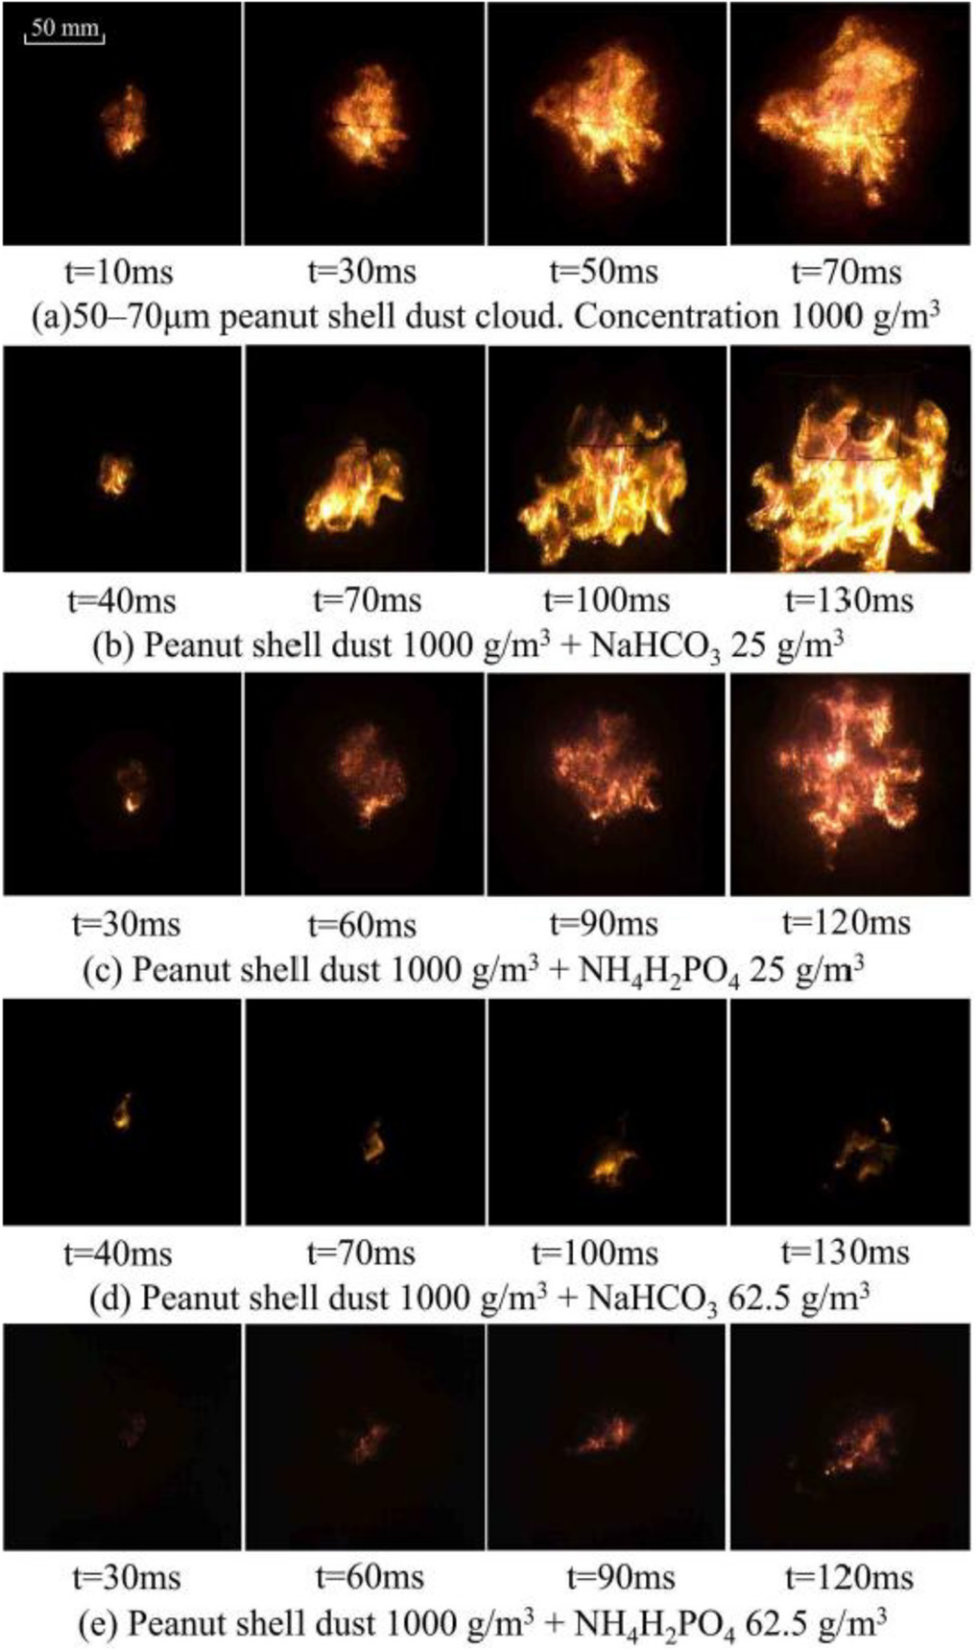 50 mm
t=10ms t=30ms t=50ms t=70ms
(a)50–70μm peanut shell dust cloud. Concentration 1000 g/m³
t=40ms t=70ms t=100ms t=130ms
(b) Peanut shell dust 1000 g/m³ + NaHCO₃ 25 g/m³
t=30ms t=60ms t=90ms t=120ms
(c) Peanut shell dust 1000 g/m³ + NH₄H₂PO₄ 25 g/m³
t=40ms t=70ms t=100ms t=130ms
(d) Peanut shell dust 1000 g/m³ + NaHCO₃ 62.5 g/m³
t=30ms t=60ms t=90ms t=120ms
(e) Peanut shell dust 1000 g/m³ + NH₄H₂PO₄ 62.5 g/m³